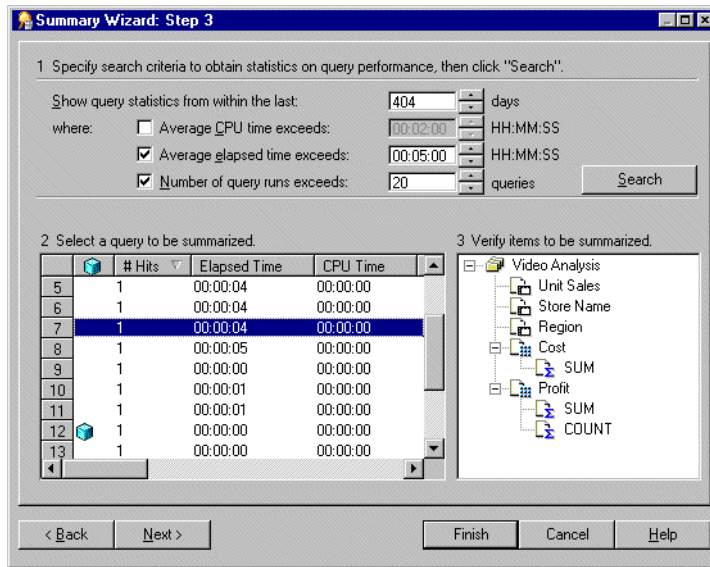 Summary Wizard: Step 3
1 Specify search criteria to obtain statistics on query performance, then click "Search".
Show query statistics from within the last: 404 days
where: Average CPU time exceeds: 00:02:00 HH:MM:SS
Average elapsed time exceeds: 00:05:00 HH:MM:SS
Number of query runs exceeds: 20 queries Search
2 Select a query to be summarized. 3 Verify items to be summarized.
# Hits Elapsed Time CPU Time
5 1 00:00:04 00:00:00
6 1 00:00:04 00:00:00
7 1 00:00:04 00:00:00
8 1 00:00:05 00:00:00
9 1 00:00:00 00:00:00
10 1 00:00:01 00:00:00
11 1 00:00:01 00:00:00
12 1 00:00:00 00:00:00
13 1 00:00:00 00:00:00
Video Analysis
Unit Sales
Store Name
Region
Cost
SUM
Profit
SUM
COUNT
< Back Next > Finish Cancel Help